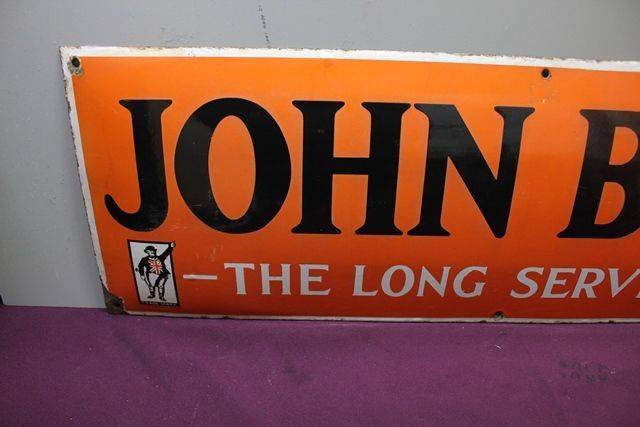 JOHN B
—THE LONG SERV